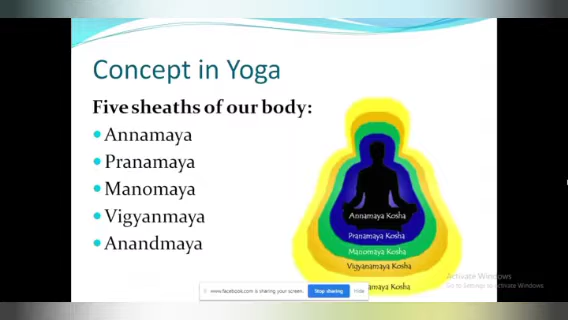 Concept in Yoga
Five sheaths of our body:
Annamaya
Pranamaya
Manomaya
Vigyanmaya
Anandmaya
Annamaya Kosha
Pranamaya Kosha
Manomaya Kosha
Vigyanamaya Kosha
Kosha
www.facebook.com is sharing your screen.
Stop sharing
Hide
Activate Windows
Go to Settings to activate Windows.